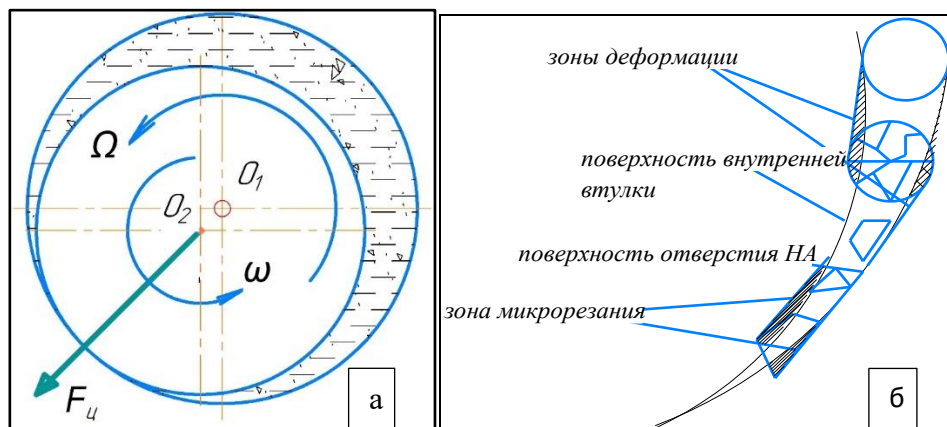 Ω
O₁
O₂
ω
Fц
а
зоны деформации
поверхность внутренней
втулки
поверхность отверстия НА
зона микрорезания
б